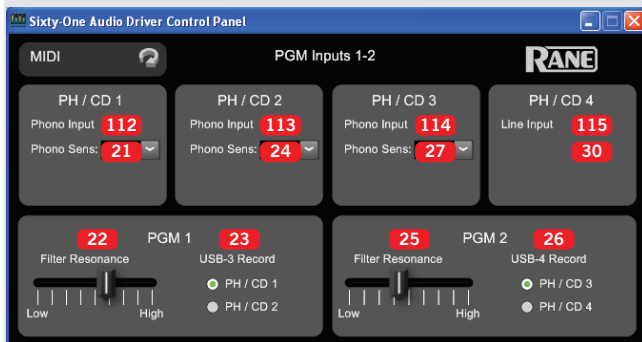 Sixty-One Audio Driver Control Panel
MIDI
PGM Inputs 1-2
RANE
PH / CD 1
Phono Input 112
Phono Sens: 21
PH / CD 2
Phono Input 113
Phono Sens: 24
PH / CD 3
Phono Input 114
Phono Sens: 27
PH / CD 4
Line Input 115
30
22 PGM 1 23
Filter Resonance USB-3 Record
PH / CD 1
PH / CD 2
Low High
25 PGM 2 26
Filter Resonance USB-4 Record
PH / CD 3
PH / CD 4
Low High